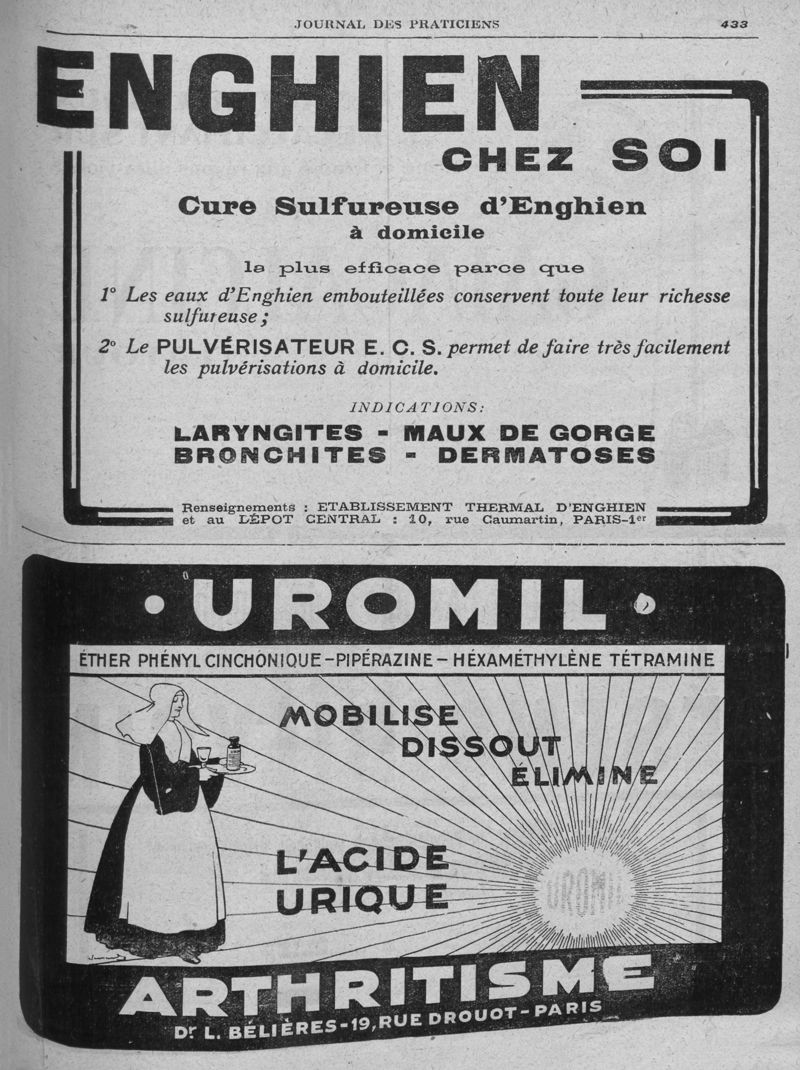 JOURNAL DES PRATICIENS 433
ENGHIEN
CHEZ SOI
Cure Sulfureuse d'Enghien
à domicile
la plus efficace parce que
1° Les eaux d'Enghien embouteillées conservent toute leur richesse
sulfureuse;
2° Le PULVÉRISATEUR E. C. S. permet de faire très facilement
les pulvérisations à domicile.
INDICATIONS:
LARYNGITES - MAUX DE GORGE
BRONCHITES - DERMATOSES
Renseignements : ETABLISSEMENT THERMAL D'ENGHIEN
et au DÉPOT CENTRAL : 10, rue Caumartin, PARIS-1er
• UROMIL •
ÉTHER PHÉNYL CINCHONIQUE - PIPÉRAZINE - HÉXAMÉTHYLÈNE TÉTRAMINE
MOBILISE
DISSOUT
ÉLIMINE
L'ACIDE
URIQUE
UROMIL
ARTHRITISME
Dr L. BÉLIÈRES - 19, RUE DROUOT - PARIS